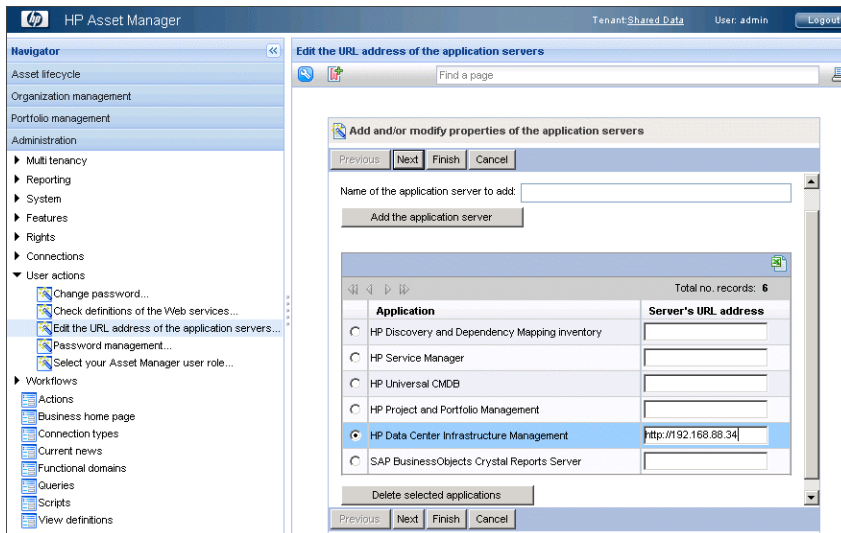 HP Asset Manager
Tenant:Shared Data
User: admin
Logout
Navigator
Asset lifecycle
Organization management
Portfolio management
Administration
Multi tenancy
Reporting
System
Features
Rights
Connections
User actions
Change password...
Check definitions of the Web services...
Edit the URL address of the application servers...
Password management...
Select your Asset Manager user role...
Workflows
Actions
Business home page
Connection types
Current news
Functional domains
Queries
Scripts
View definitions
Edit the URL address of the application servers
Find a page
Add and/or modify properties of the application servers
Previous Next Finish Cancel
Name of the application server to add:
Add the application server
Total no. records: 6
Application Server's URL address
HP Discovery and Dependency Mapping inventory
HP Service Manager
HP Universal CMDB
HP Project and Portfolio Management
HP Data Center Infrastructure Management http://192.168.88.34
SAP BusinessObjects Crystal Reports Server
Delete selected applications
Previous Next Finish Cancel